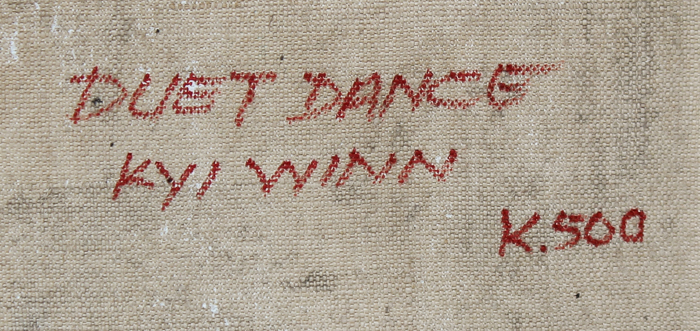 DUET DANCE
KYI WINN
K.500